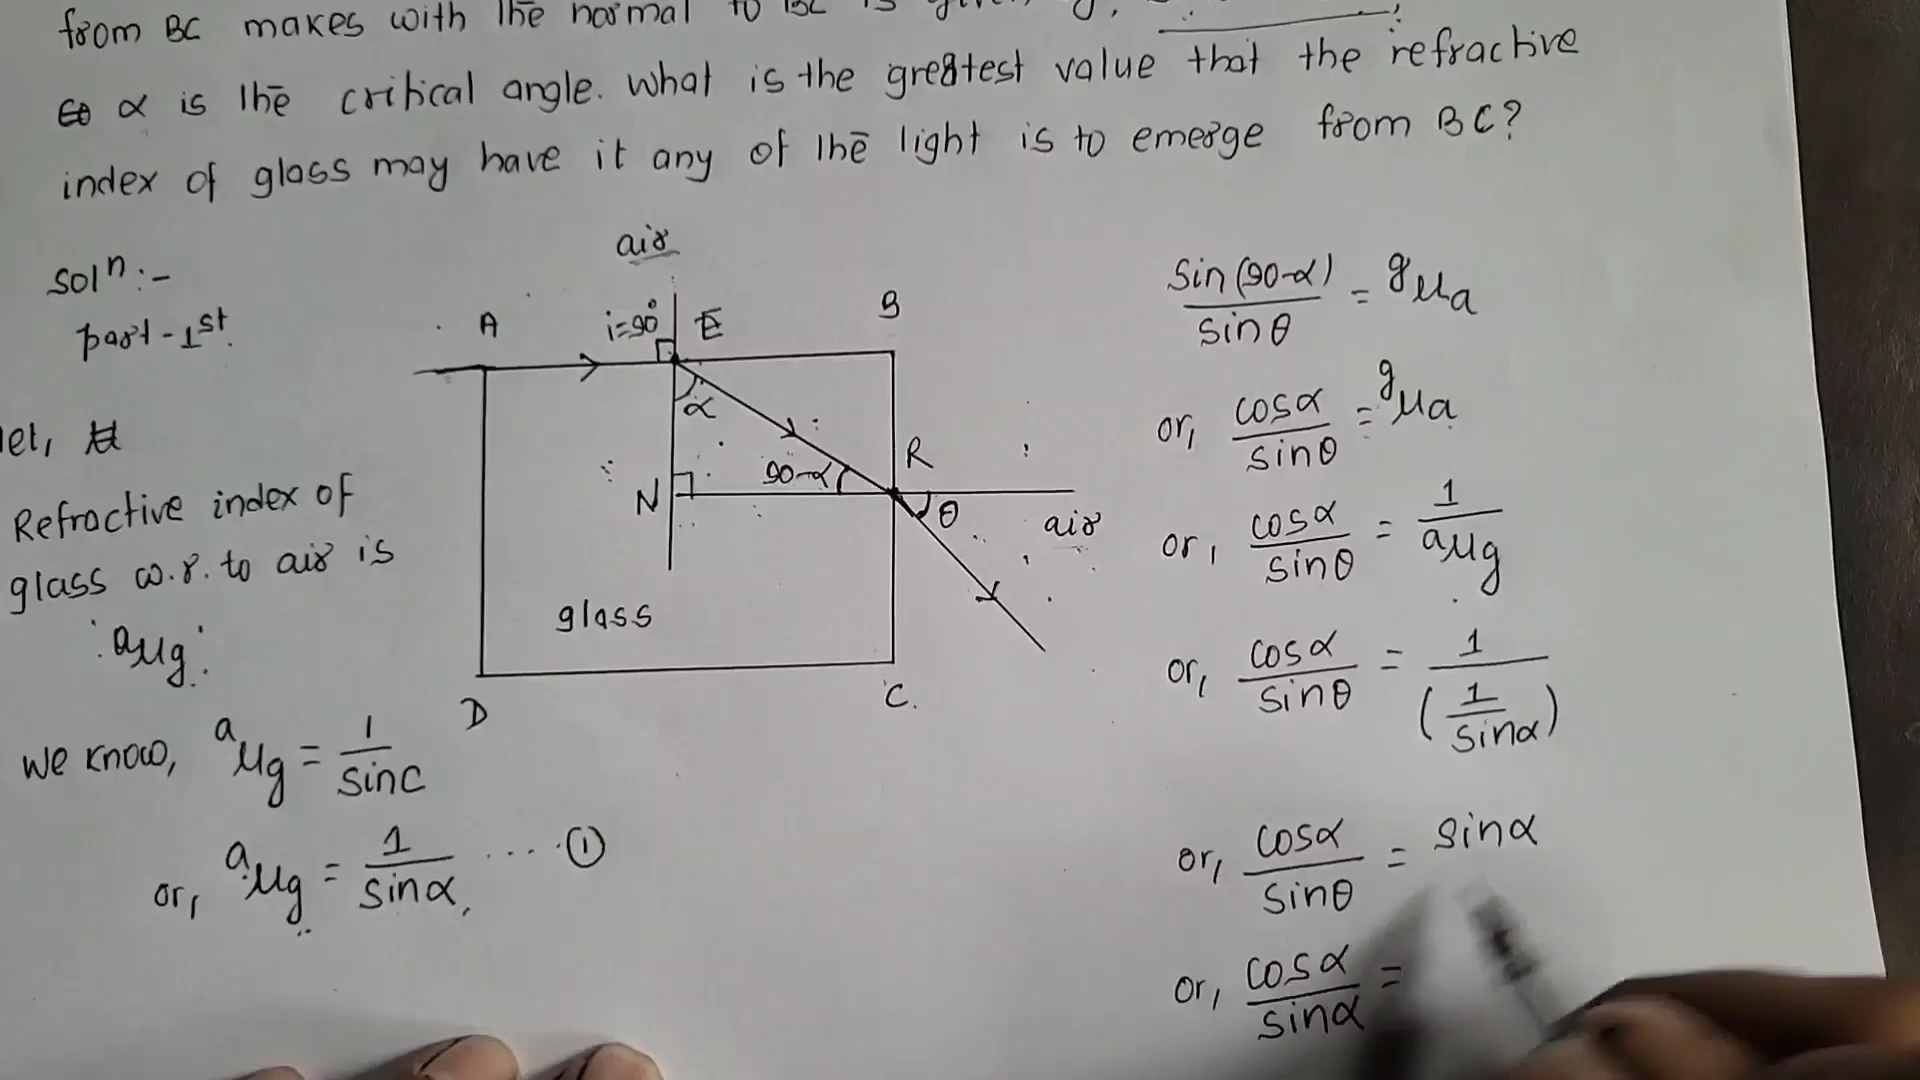 from BC makes with the normal to BC is
α is the critical angle. What is the greatest value that the refractive
index of glass may have it any of the light is to emerge from BC?
soln:-
part-1st.
let,
Refractive index of
glass w.r. to air is
'aμg'.
We know, aμg = 1/sinc
or, aμg = 1/sinα. ....①
air
A
i=90°
E
B
α
90-α
R
N
θ
air
glass
D
C.
sin(90-α)/sinθ = gμa
or, cosα/sinθ = gμa
or, cosα/sinθ = 1/aμg
or, cosα/sinθ = 1/(1/sinα)
or, cosα/sinθ = sinα
or, cosα/sinα =